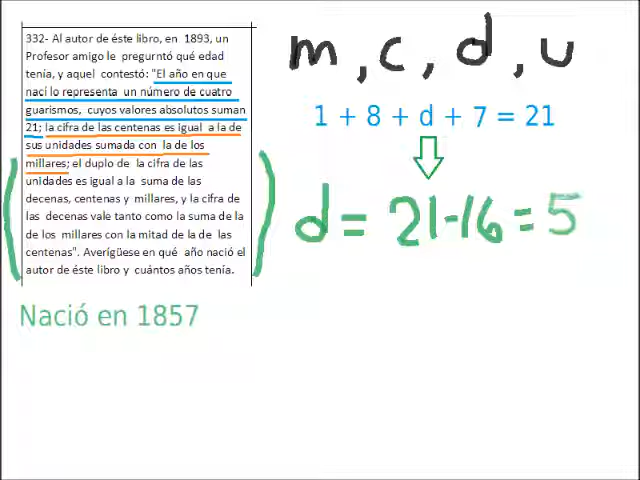 332- Al autor de éste libro, en 1893, un
Profesor amigo le pregurntó qué edad
tenía, y aquel contestó: "El año en que
nací lo representa un número de cuatro
guarismos, cuyos valores absolutos suman
21; la cifra de las centenas es igual a la de
sus unidades sumada con la de los
millares; el duplo de la cifra de las
unidades es igual a la suma de las
decenas, centenas y millares, y la cifra de
las decenas vale tanto como la suma de la
de los millares con la mitad de la de las
centenas". Averígüese en qué año nació el
autor de éste libro y cuántos años tenía.
m, c, d, u
1 + 8 + d + 7 = 21
d = 21-16 = 5
Nació en 1857